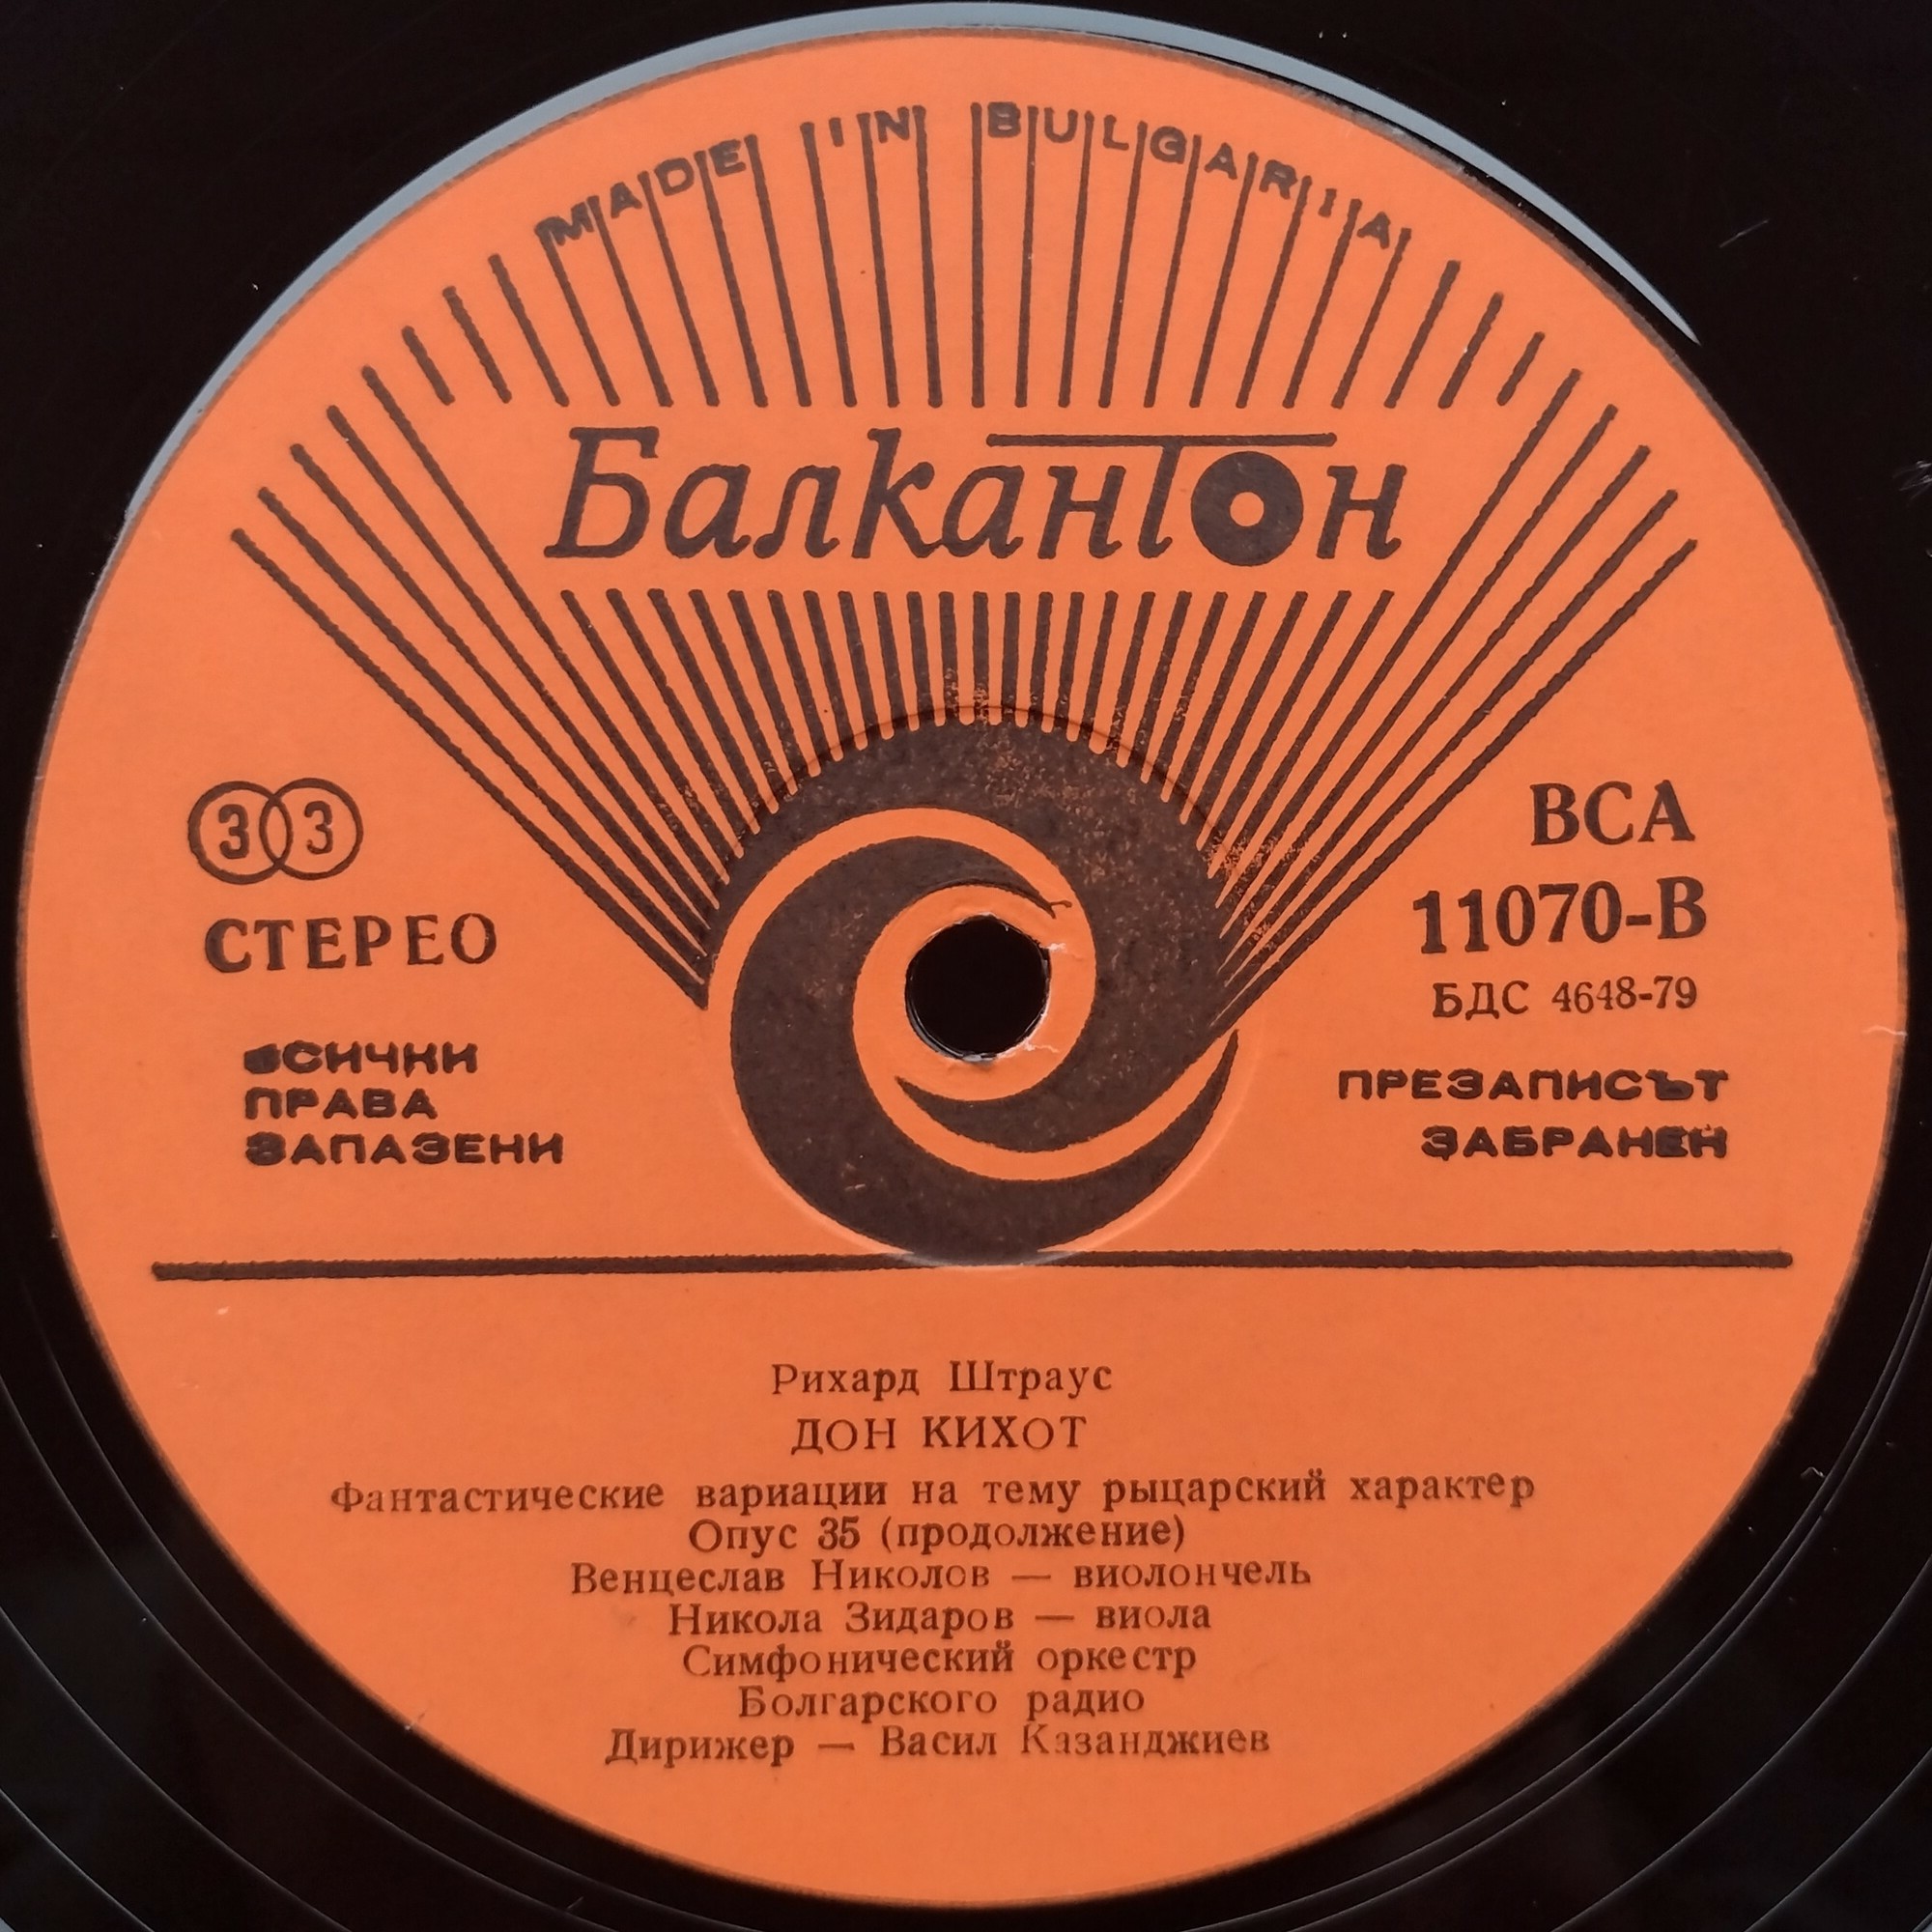 MADE IN BULGARIA
Балкантон
33
СТЕРЕО
ВСИЧКИ
ПРАВА
ЗАПАЗЕНИ
ВСА
11070-В
БДС 4648-79
ПРЕЗАПИСЪТ
ЗАБРАНЕН
Рихард Штраус
ДОН КИХОТ
Фантастические вариации на тему рыцарский характер
Опус 35 (продолжение)
Венцеслав Николов — виолончель
Никола Зидаров — виола
Симфонический оркестр
Болгарского радио
Дирижер — Васил Казанджиев